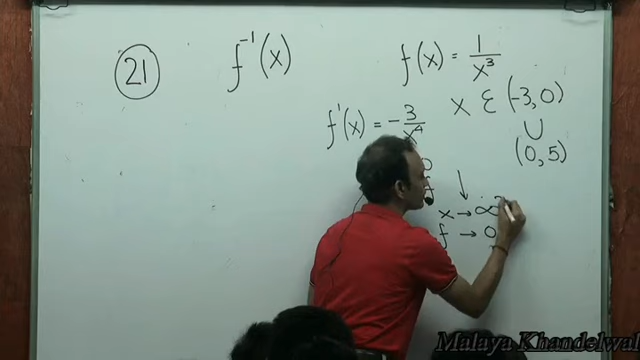 21
f⁻¹(x)
f(x) = 1/x³
f'(x) = -3/x⁴
x ε (-3, 0)
∪
(0, 5)
↓
x → ∞
f → 0
Malaya Khandelwal